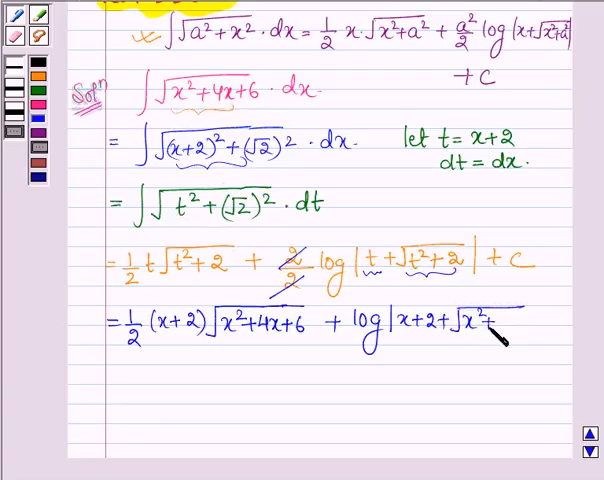 ∫√(a²+x²) · dx = 1/2 x·√(x²+a²) + a²/2 log|x+√(x²+a²)|
+ C
Solⁿ ∫√(x²+4x+6) · dx.
= ∫√((x+2)²+(√2)²) · dx. let t = x+2
dt = dx.
= ∫√(t²+(√2)²) · dt
= 1/2 t√(t²+2) + 2/2 log|t+√(t²+2)| + C
= 1/2 (x+2)√(x²+4x+6) + log|x+2+√(x²+